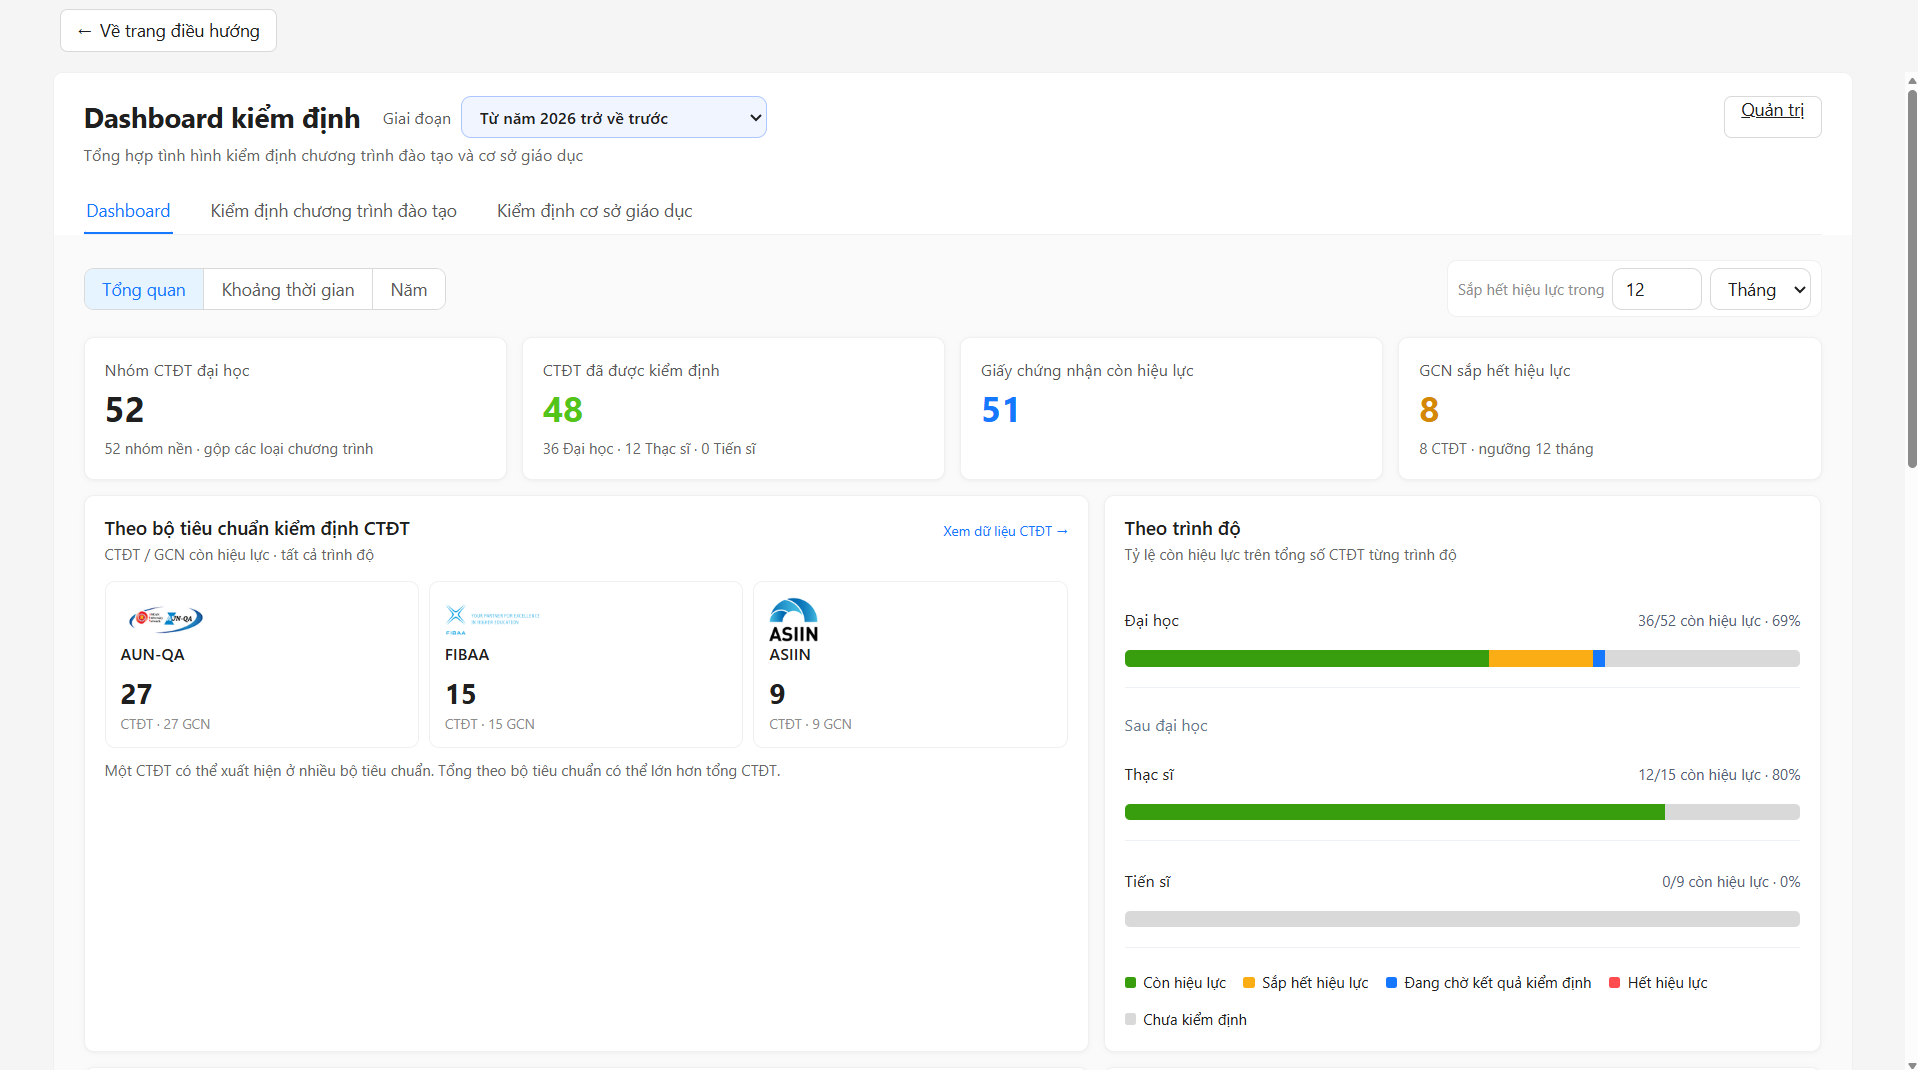 ← Về trang điều hướng
Dashboard kiểm định
Giai đoạn
Từ năm 2026 trở về trước
Quản trị
Tổng hợp tình hình kiểm định chương trình đào tạo và cơ sở giáo dục
Dashboard
Kiểm định chương trình đào tạo
Kiểm định cơ sở giáo dục
Tổng quan
Khoảng thời gian
Năm
Sắp hết hiệu lực trong
12
Tháng
Nhóm CTĐT đại học
52
52 nhóm nền · gộp các loại chương trình
CTĐT đã được kiểm định
48
36 Đại học · 12 Thạc sĩ · 0 Tiến sĩ
Giấy chứng nhận còn hiệu lực
51
GCN sắp hết hiệu lực
8
8 CTĐT · ngưỡng 12 tháng
Theo bộ tiêu chuẩn kiểm định CTĐT
Xem dữ liệu CTĐT →
CTĐT / GCN còn hiệu lực · tất cả trình độ
AUN-QA
27
CTĐT · 27 GCN
YOUR PARTNER FOR EXCELLENCE
IN HIGHER EDUCATION
FIBAA
FIBAA
15
CTĐT · 15 GCN
ASIIN
ASIIN
9
CTĐT · 9 GCN
Một CTĐT có thể xuất hiện ở nhiều bộ tiêu chuẩn. Tổng theo bộ tiêu chuẩn có thể lớn hơn tổng CTĐT.
Theo trình độ
Tỷ lệ còn hiệu lực trên tổng số CTĐT từng trình độ
Đại học
36/52 còn hiệu lực · 69%
Sau đại học
Thạc sĩ
12/15 còn hiệu lực · 80%
Tiến sĩ
0/9 còn hiệu lực · 0%
Còn hiệu lực
Sắp hết hiệu lực
Đang chờ kết quả kiểm định
Hết hiệu lực
Chưa kiểm định